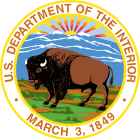 U.S. DEPARTMENT OF THE INTERIOR
MARCH 3, 1849